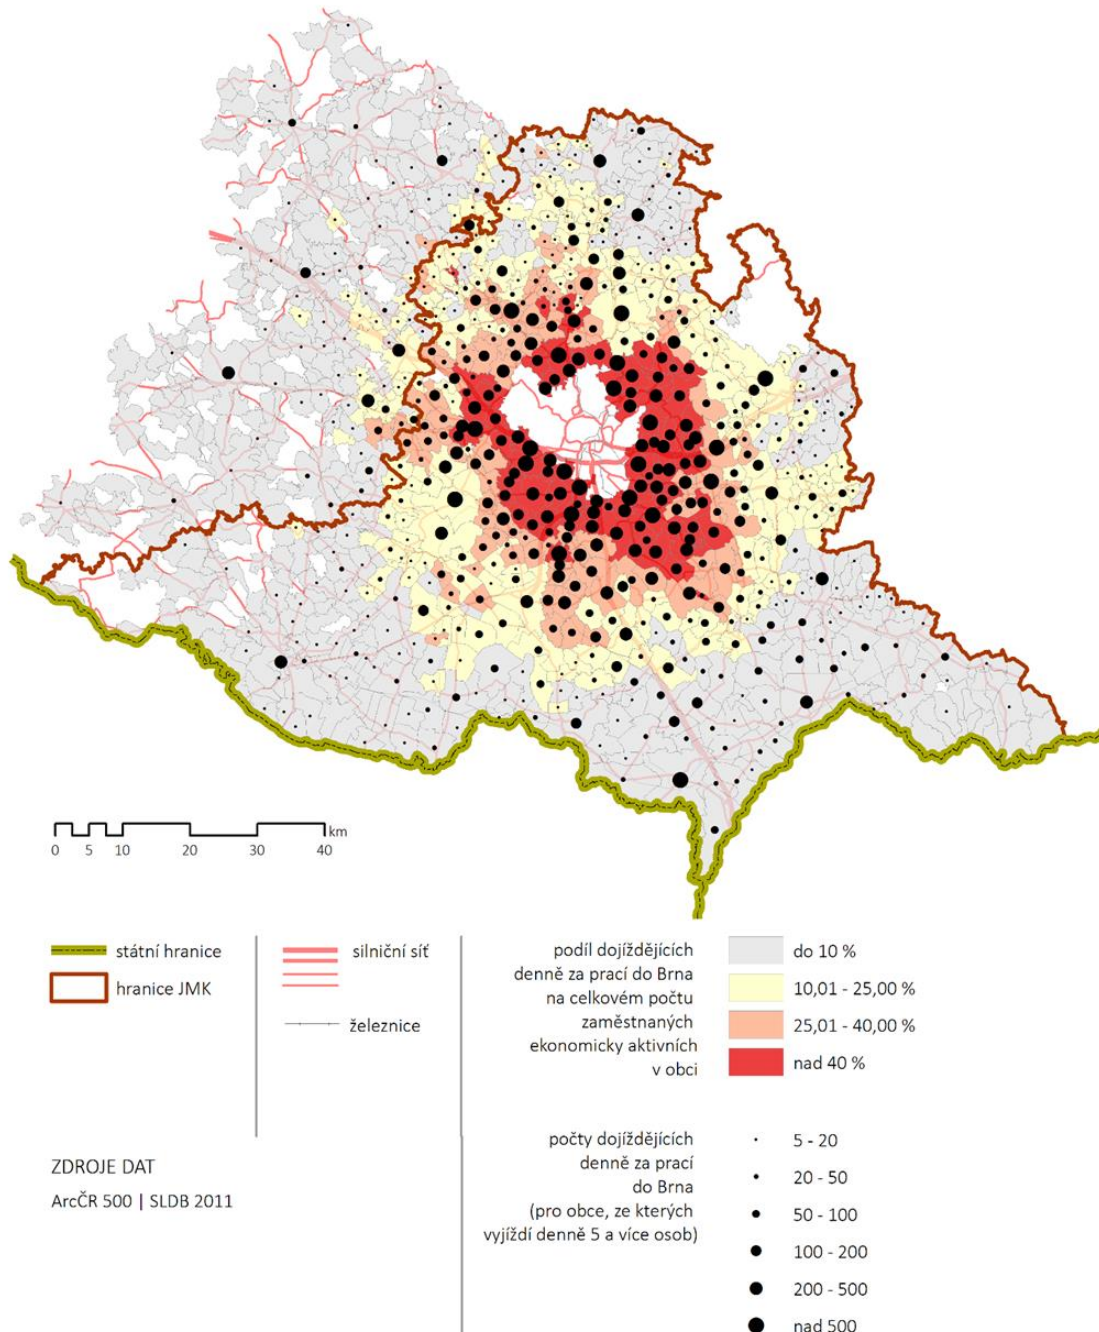 km
0 5 10 20 30 40
státní hranice
hranice JMK
silniční síť
železnice
podíl dojíždějících
denně za prací do Brna
na celkovém počtu
zaměstnaných
ekonomicky aktivních
v obci
do 10 %
10,01 - 25,00 %
25,01 - 40,00 %
nad 40 %
ZDROJE DAT
ArcČR 500 | SLDB 2011
počty dojíždějících
denně za prací
do Brna
(pro obce, ze kterých
vyjíždí denně 5 a více osob)
5 - 20
20 - 50
50 - 100
100 - 200
200 - 500
nad 500